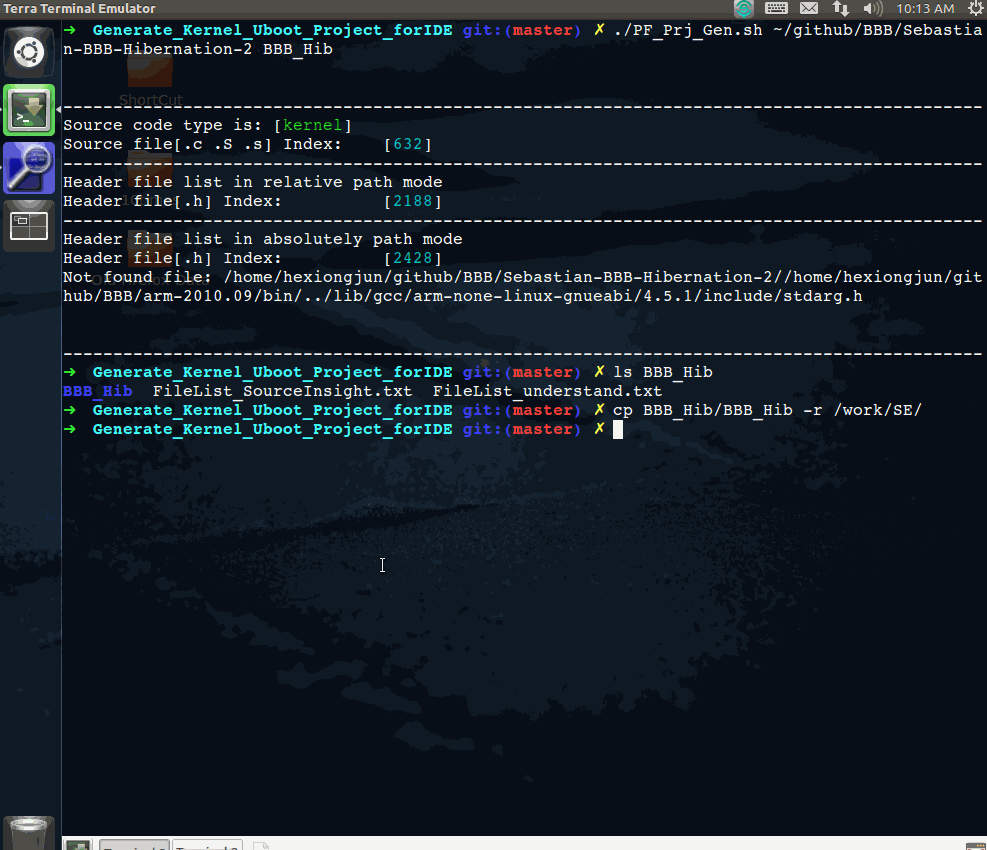 Terra Terminal Emulator
10:13 AM
→ Generate_Kernel_Uboot_Project_forIDE git:(master) ✗ ./PF_Prj_Gen.sh ~/github/BBB/Sebastia
n-BBB-Hibernation-2 BBB_Hib
ShortCut
--------------------------------------------------------------------------------------------
Source code type is: [kernel]
Source file[.c .S .s] Index:    [632]
--------------------------------------------------------------------------------------------
Header file list in relative path mode
Header file[.h] Index:          [2188]
--------------------------------------------------------------------------------------------
Header file list in absolutely path mode
Header file[.h] Index:          [2428]
Not found file: /home/hexiongjun/github/BBB/Sebastian-BBB-Hibernation-2//home/hexiongjun/git
hub/BBB/arm-2010.09/bin/../lib/gcc/arm-none-linux-gnueabi/4.5.1/include/stdarg.h
--------------------------------------------------------------------------------------------
→ Generate_Kernel_Uboot_Project_forIDE git:(master) ✗ ls BBB_Hib
BBB_Hib  FileList_SourceInsight.txt  FileList_understand.txt
→ Generate_Kernel_Uboot_Project_forIDE git:(master) ✗ cp BBB_Hib/BBB_Hib -r /work/SE/
→ Generate_Kernel_Uboot_Project_forIDE git:(master) ✗